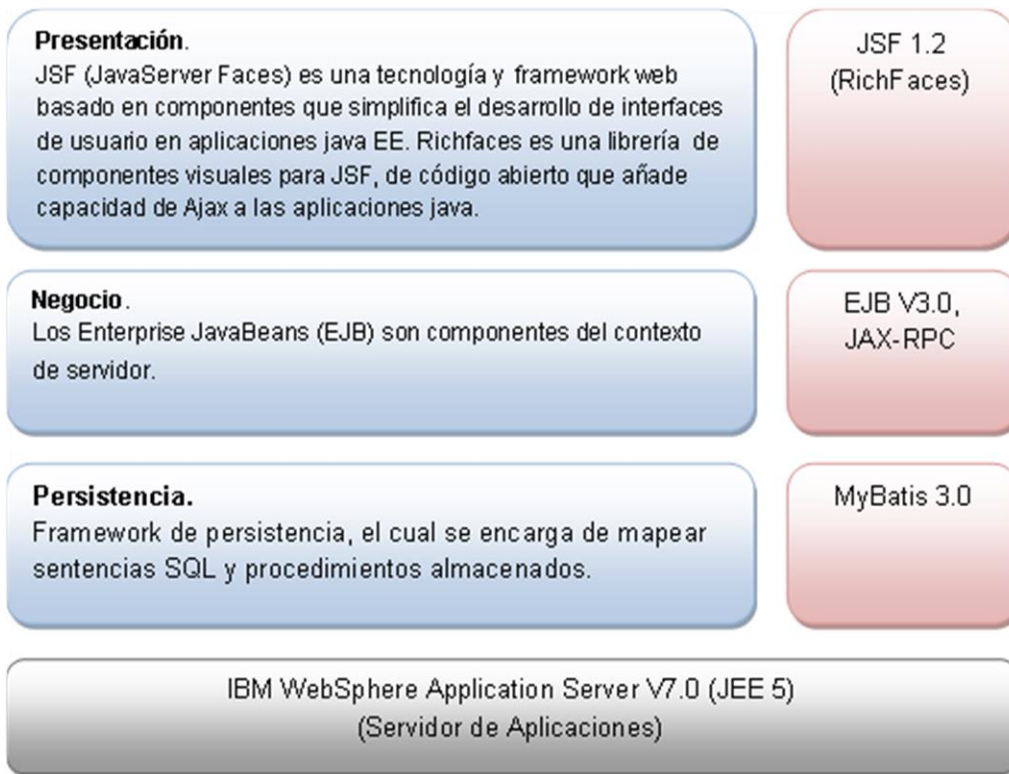 Presentación.
JSF (JavaServer Faces) es una tecnología y framework web
basado en componentes que simplifica el desarrollo de interfaces
de usuario en aplicaciones java EE. Richfaces es una librería de
componentes visuales para JSF, de código abierto que añade
capacidad de Ajax a las aplicaciones java.
JSF 1.2
(RichFaces)
Negocio.
Los Enterprise JavaBeans (EJB) son componentes del contexto
de servidor.
EJB V3.0,
JAX-RPC
Persistencia.
Framework de persistencia, el cual se encarga de mapear
sentencias SQL y procedimientos almacenados.
MyBatis 3.0
IBM WebSphere Application Server V7.0 (JEE 5)
(Servidor de Aplicaciones)